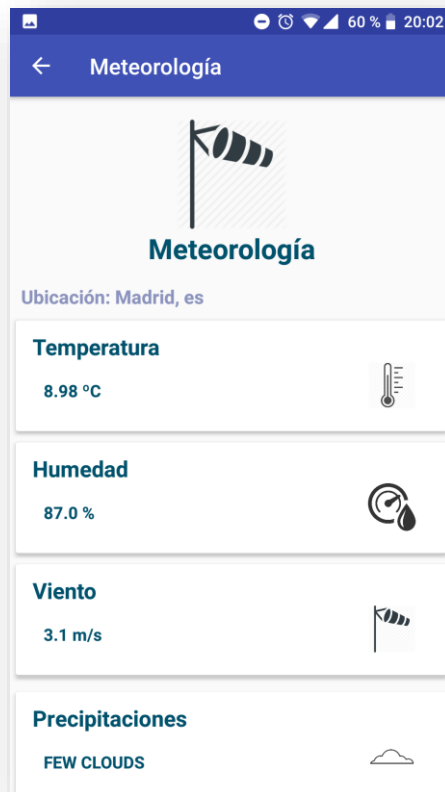 60 % 20:02
Meteorología
Meteorología
Ubicación: Madrid, es
Temperatura
8.98 ºC
Humedad
87.0 %
Viento
3.1 m/s
Precipitaciones
FEW CLOUDS